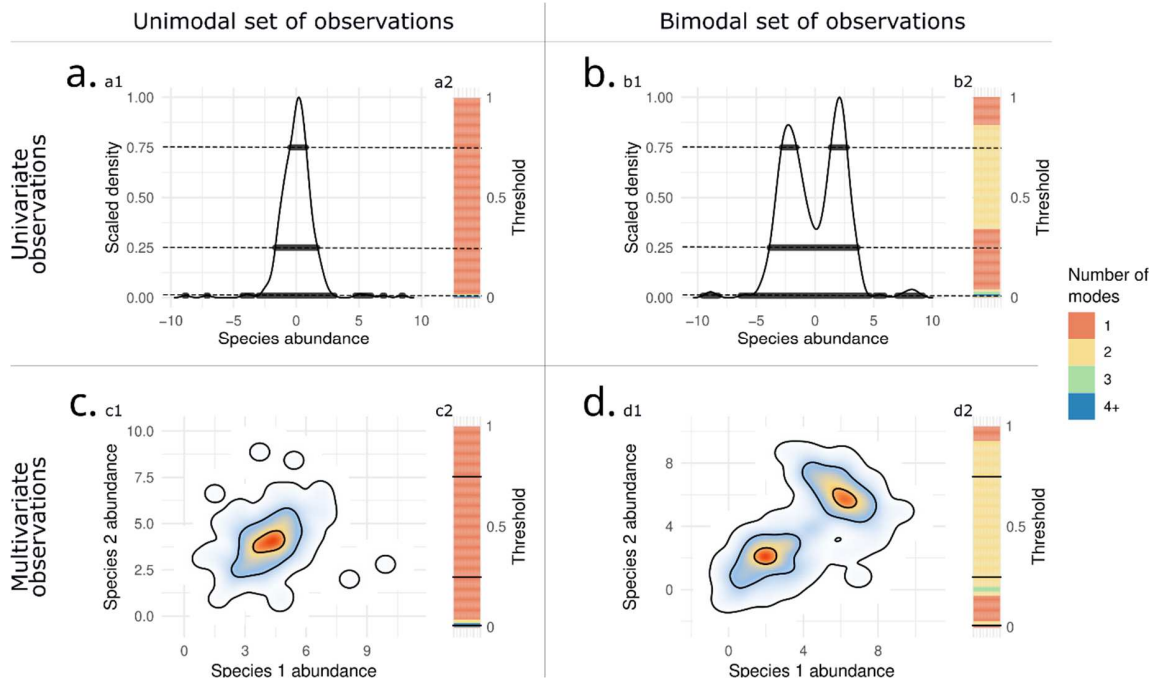 Unimodal set of observations
Bimodal set of observations
Univariate
observations
a. a1
a2
Scaled density
1.00
0.75
0.50
0.25
0.00
−10 −5 0 5 10
Species abundance
1
0.5
0
Threshold
b. b1
b2
Scaled density
1.00
0.75
0.50
0.25
0.00
−10 −5 0 5 10
Species abundance
1
0.5
0
Threshold
Number of
modes
1
2
3
4+
Multivariate
observations
c. c1
c2
Species 2 abundance
10.0
7.5
5.0
2.5
0.0
0 3 6 9
Species 1 abundance
1
0.5
0
Threshold
d. d1
d2
Species 2 abundance
8
4
0
0 4 8
Species 1 abundance
1
0.5
0
Threshold